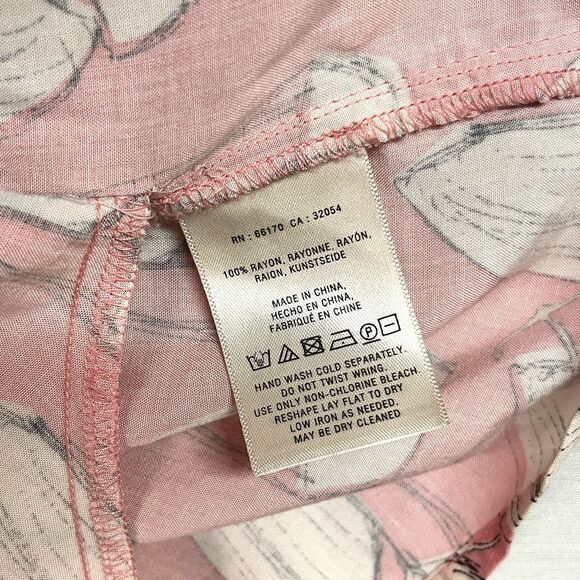 RN : 66170 CA : 32054
100% RAYON, RAYONNE, RAYÓN,
RAION, KUNSTSEIDE
MADE IN CHINA,
HECHO EN CHINA,
FABRIQUÉ EN CHINE
HAND WASH COLD SEPARATELY.
DO NOT TWIST WRING.
USE ONLY NON-CHLORINE BLEACH.
RESHAPE LAY FLAT TO DRY
LOW IRON AS NEEDED.
MAY BE DRY CLEANED